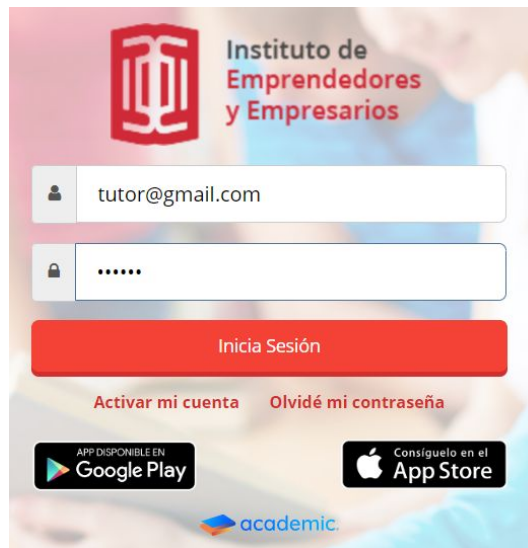 Instituto de
Emprendedores
y Empresarios
tutor@gmail.com
••••••
Inicia Sesión
Activar mi cuenta Olvidé mi contraseña
APP DISPONIBLE EN
Google Play
Consíguelo en el
App Store
academic.